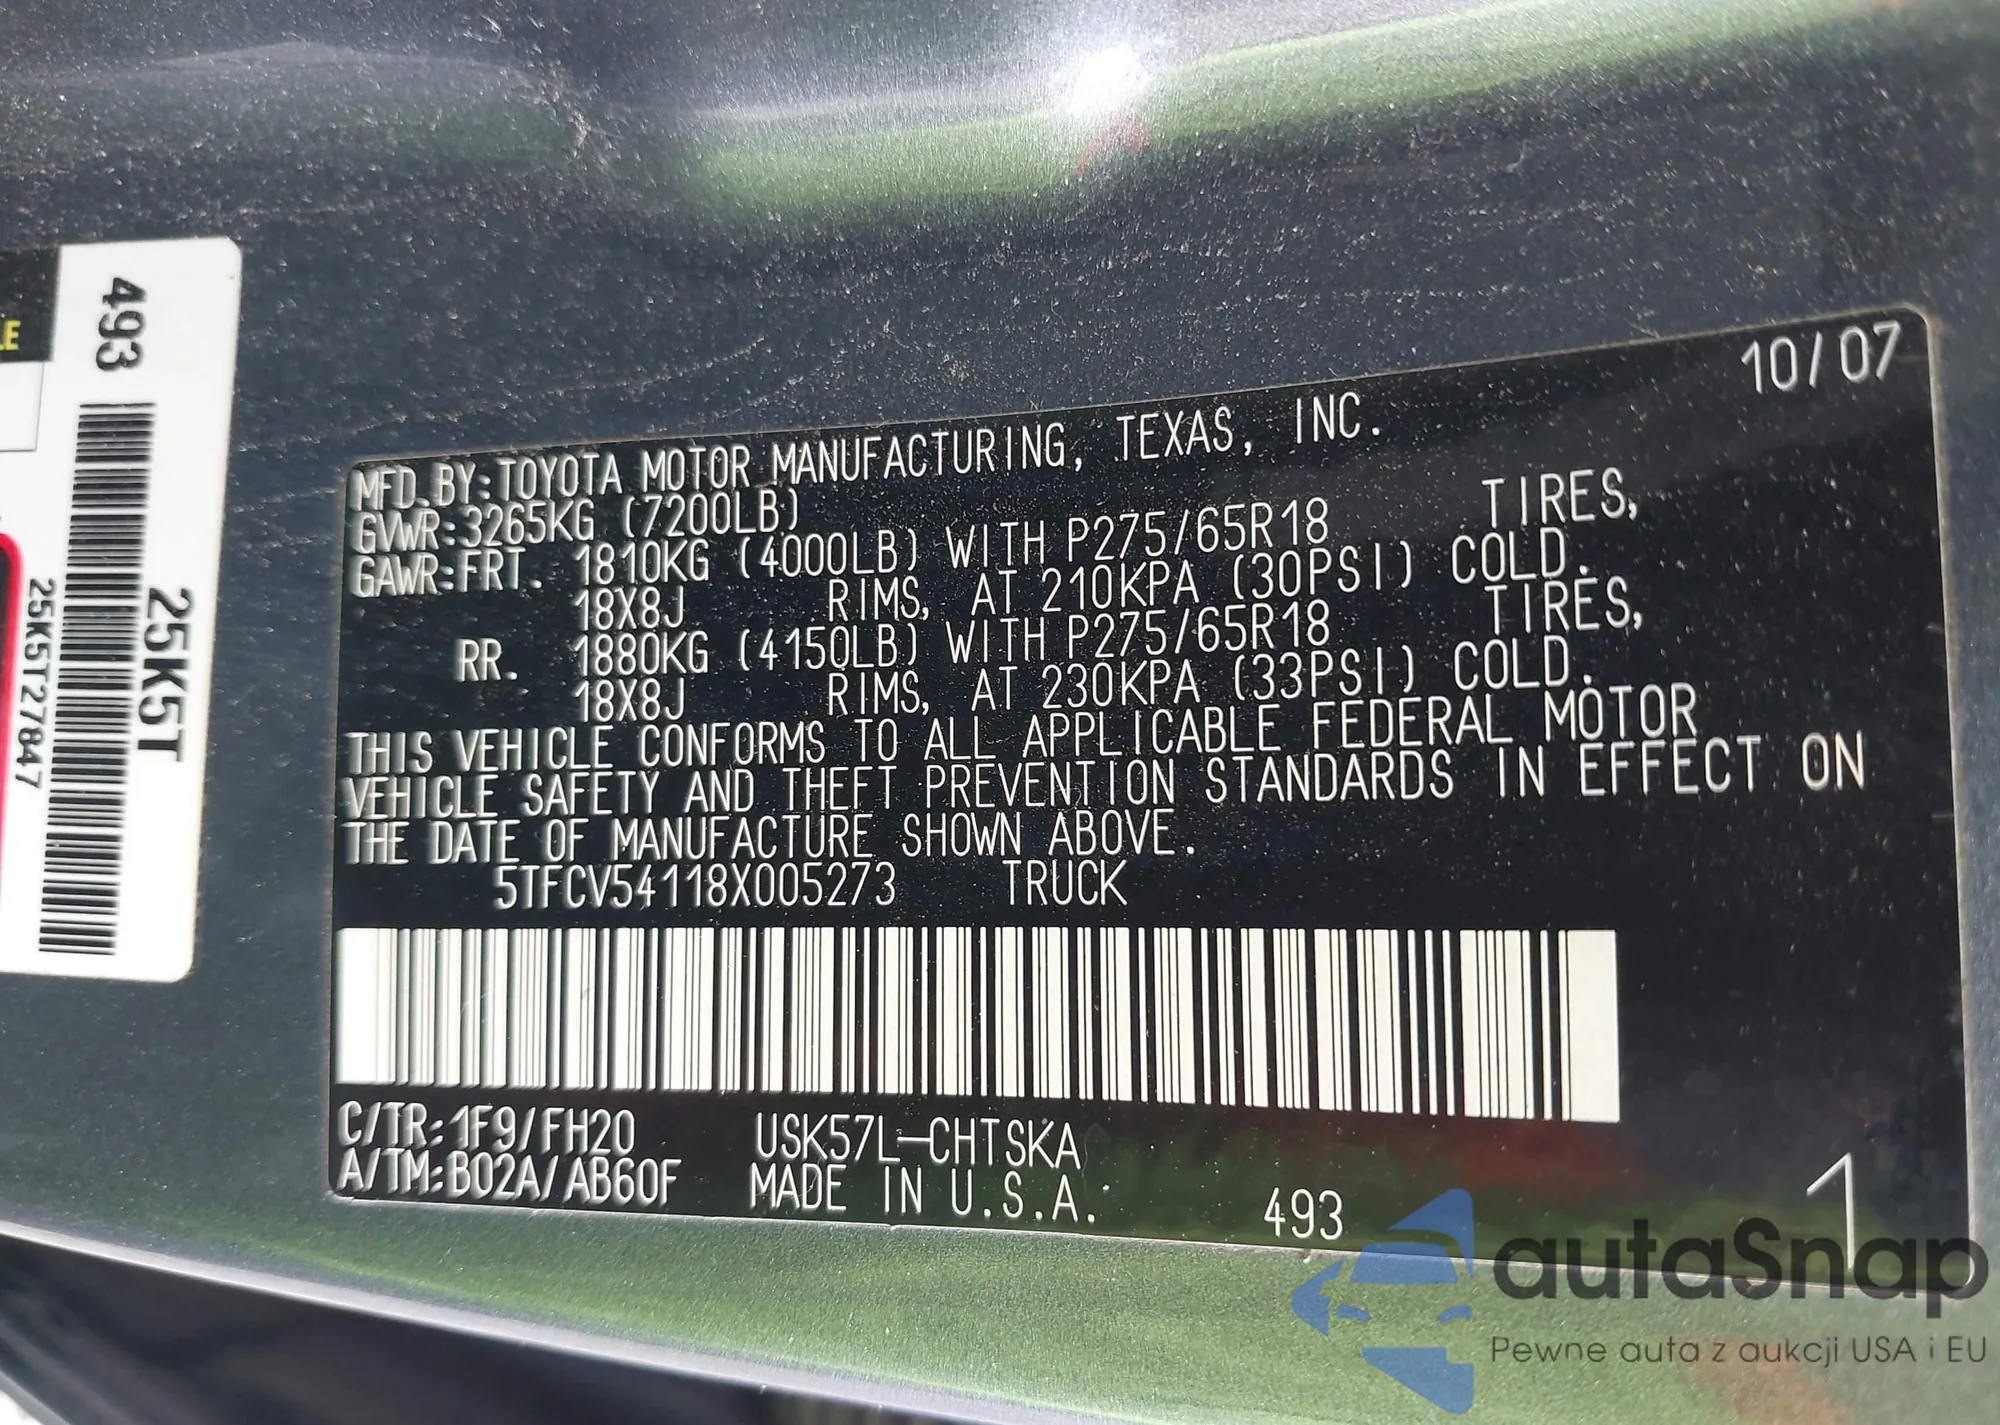 LE
493
25K5T
25K5T278447
10/07
MFD.BY:TOYOTA MOTOR MANUFACTURING, TEXAS, INC.
GVWR:3265KG (7200LB)
GAWR:FRT. 1810KG (4000LB) WITH P275/65R18 TIRES,
18X8J RIMS, AT 210KPA (30PSI) COLD.
RR. 1880KG (4150LB) WITH P275/65R18 TIRES,
18X8J RIMS, AT 230KPA (33PSI) COLD.
THIS VEHICLE CONFORMS TO ALL APPLICABLE FEDERAL MOTOR
VEHICLE SAFETY AND THEFT PREVENTION STANDARDS IN EFFECT ON
THE DATE OF MANUFACTURE SHOWN ABOVE.
5TFCV54118X005273 TRUCK
C/TR:1F9/FH20 USK57L-CHTSKA
A/TM:B02A/AB60F MADE IN U.S.A. 493 1
autaSnap
Pewne auta z aukcji USA i EU